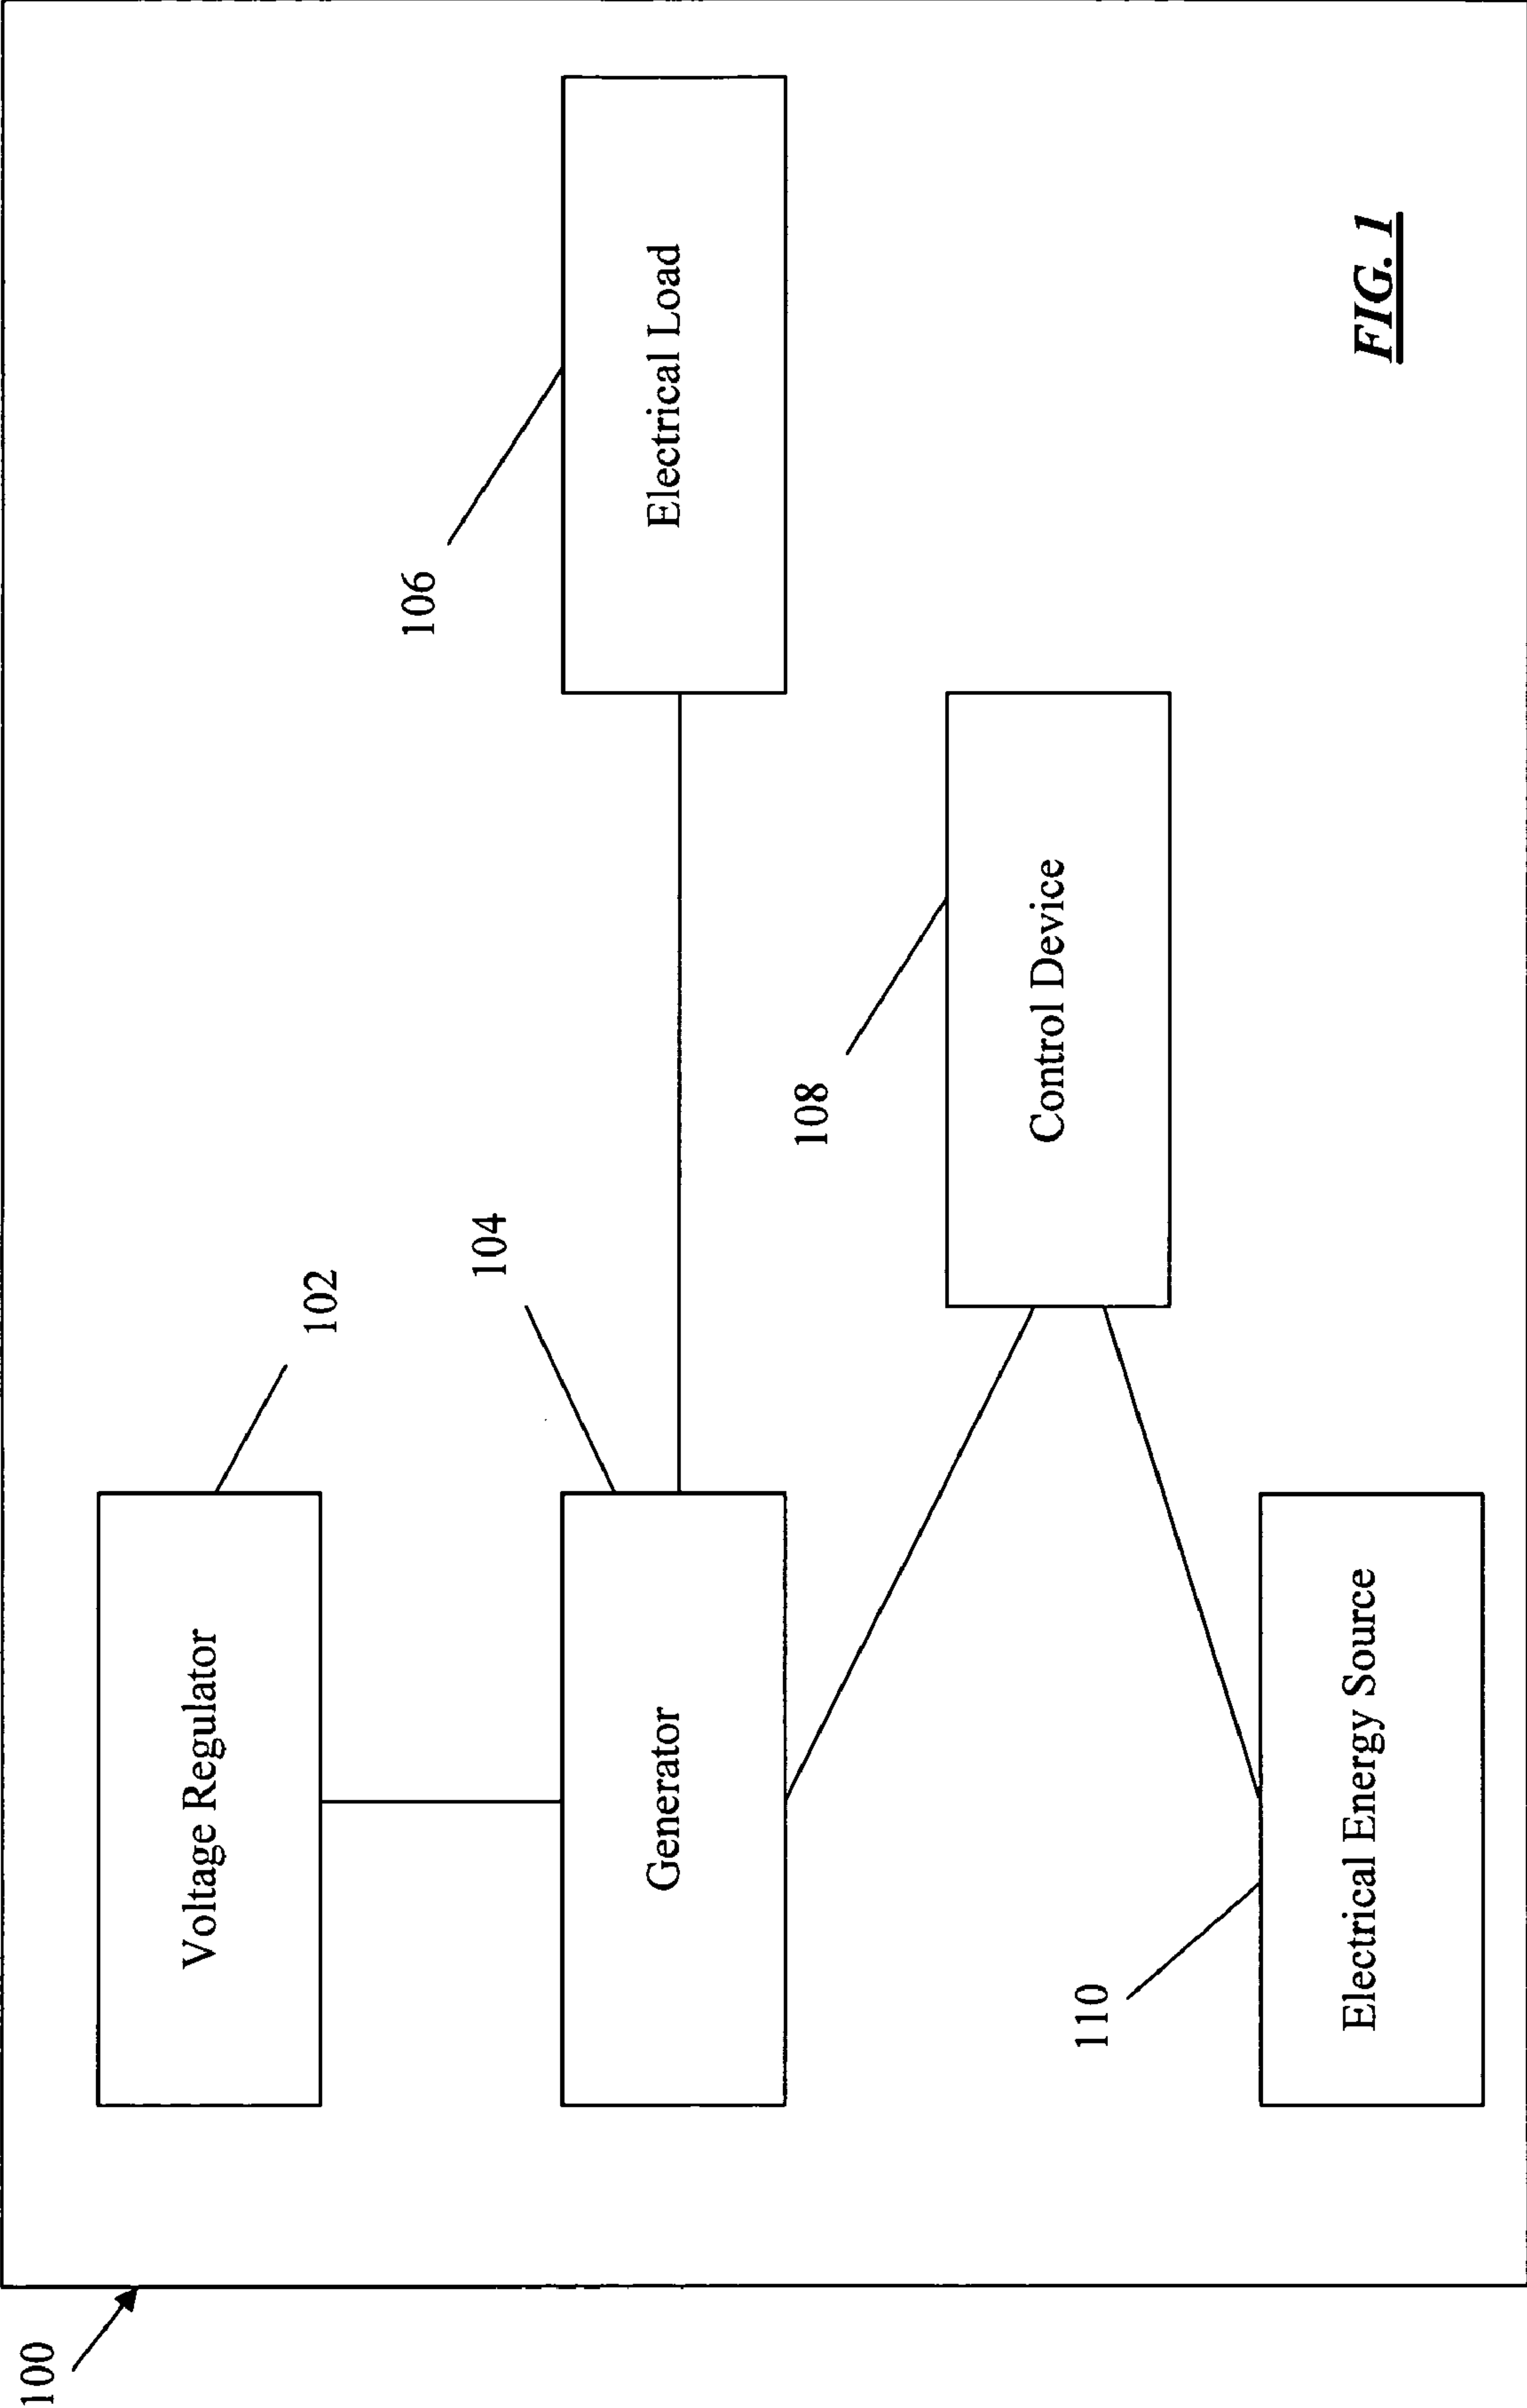 100
Voltage Regulator
102
104
Generator
106
Electrical Load
108
Control Device
110
Electrical Energy Source
FIG. 1